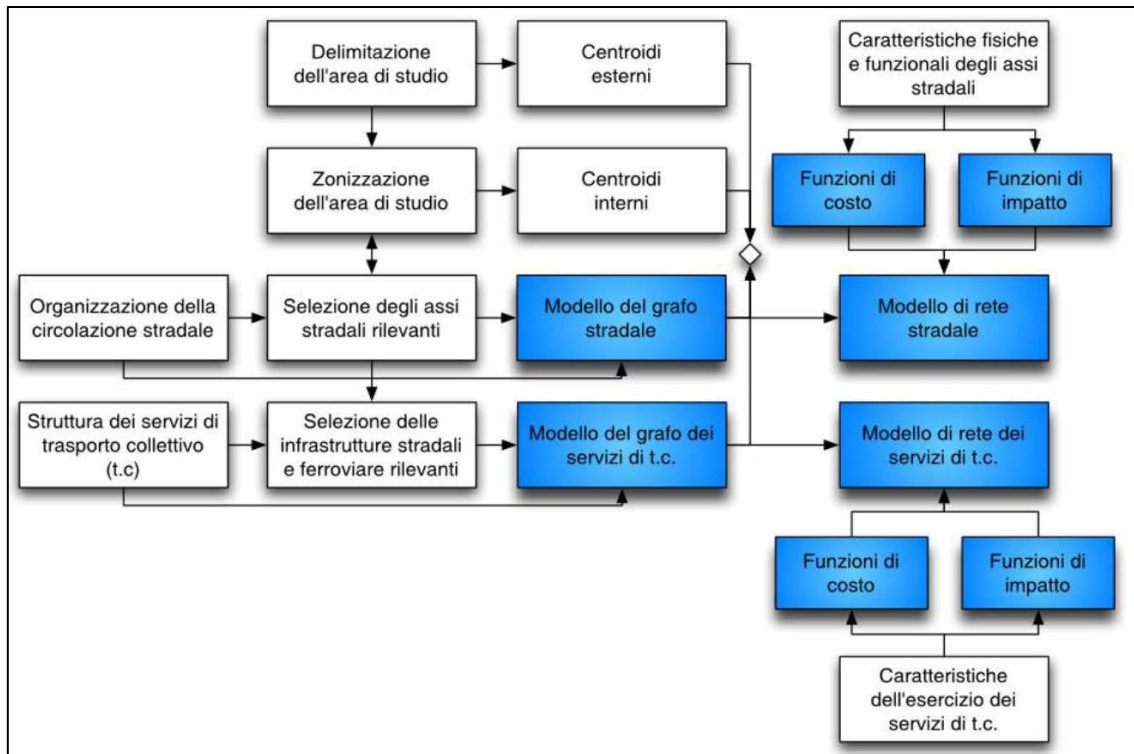 Delimitazione
dell'area di studio
Centroidi
esterni
Caratteristiche fisiche
e funzionali degli assi
stradali
Zonizzazione
dell'area di studio
Centroidi
interni
Funzioni di
costo
Funzioni di
impatto
Organizzazione della
circolazione stradale
Selezione degli assi
stradali rilevanti
Modello del grafo
stradale
Modello di rete
stradale
Struttura dei servizi di
trasporto collettivo
(t.c)
Selezione delle
infrastrutture stradali
e ferroviare rilevanti
Modello del grafo dei
servizi di t.c.
Modello di rete dei
servizi di t.c.
Funzioni di
costo
Funzioni di
impatto
Caratteristiche
dell'esercizio dei
servizi di t.c.